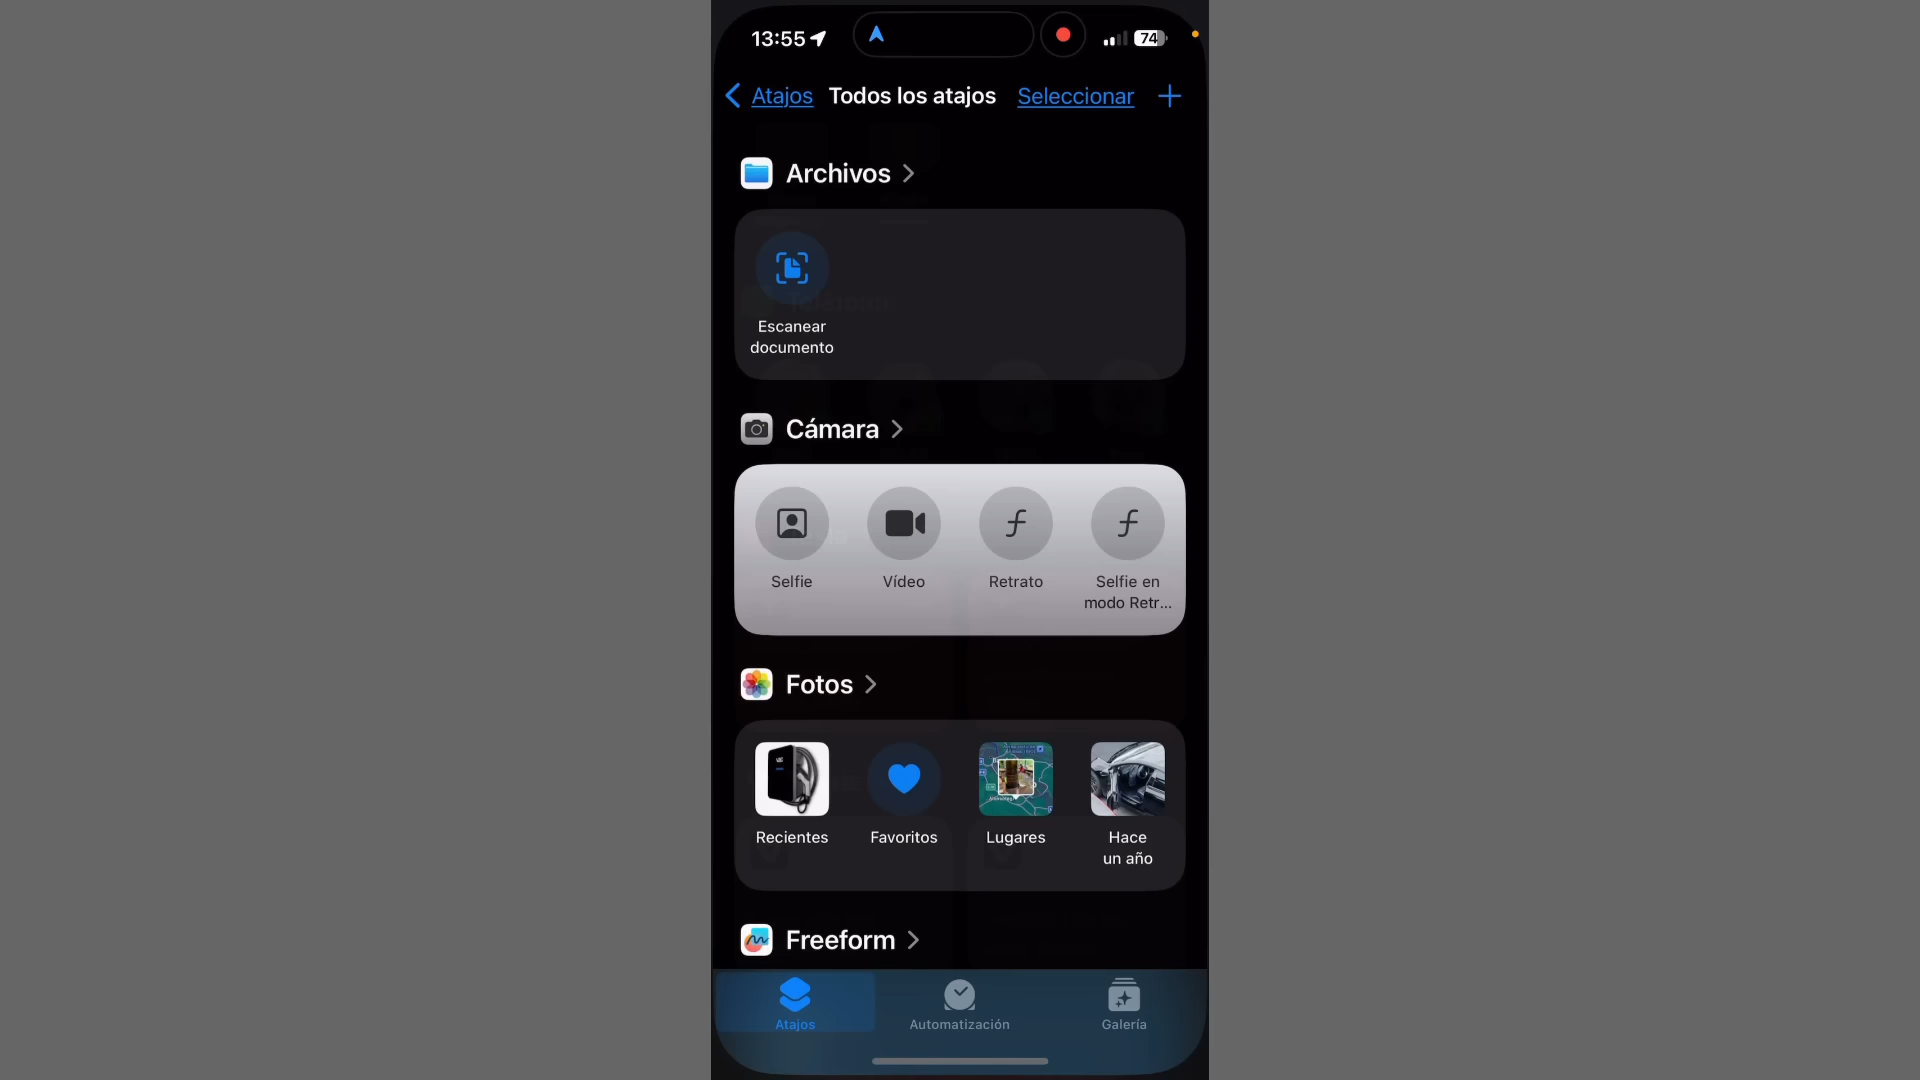 13:55
74
Atajos
Todos los atajos
Seleccionar
Archivos
Escanear
documento
Cámara
Selfie
Vídeo
Retrato
Selfie en
modo Retr...
Fotos
Recientes
Favoritos
Lugares
Hace
un año
Freeform
Atajos
Automatización
Galería